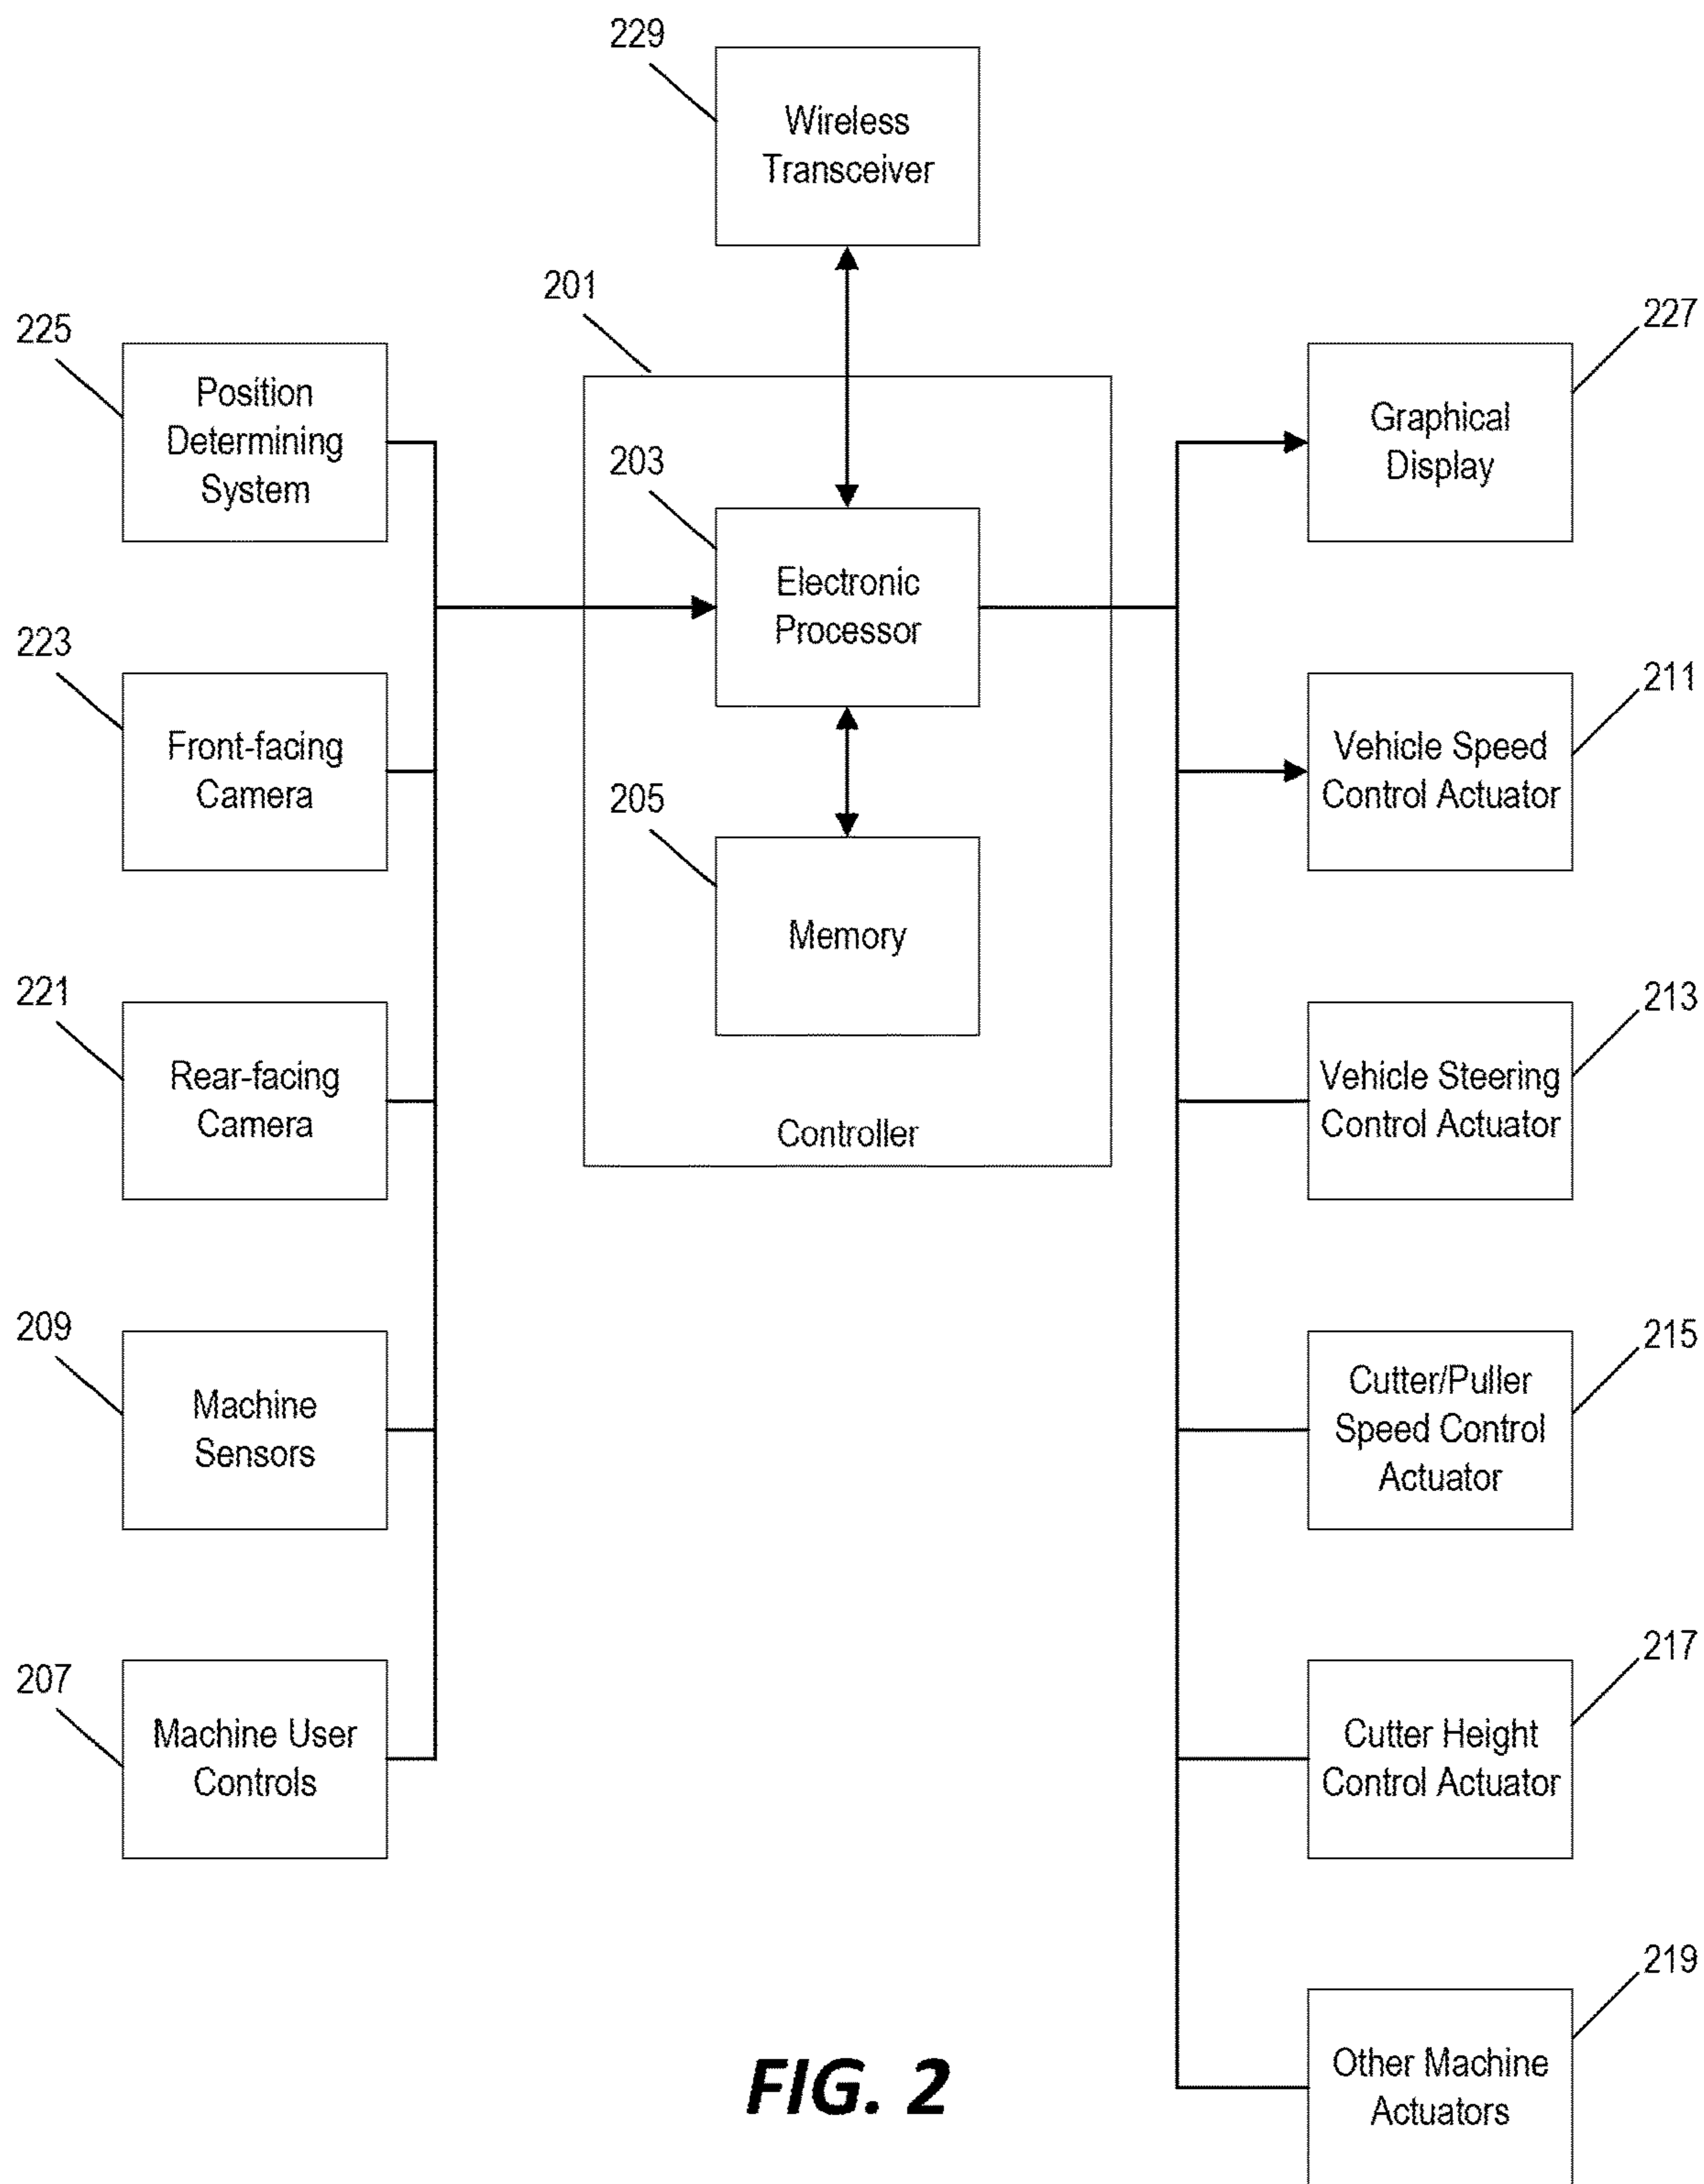 229
Wireless
Transceiver
201
225
Position
Determining
System
227
Graphical
Display
203
Electronic
Processor
223
Front-facing
Camera
211
Vehicle Speed
Control Actuator
205
Memory
221
Rear-facing
Camera
213
Vehicle Steering
Control Actuator
Controller
209
Machine
Sensors
215
Cutter/Puller
Speed Control
Actuator
207
Machine User
Controls
217
Cutter Height
Control Actuator
219
Other Machine
Actuators
FIG. 2